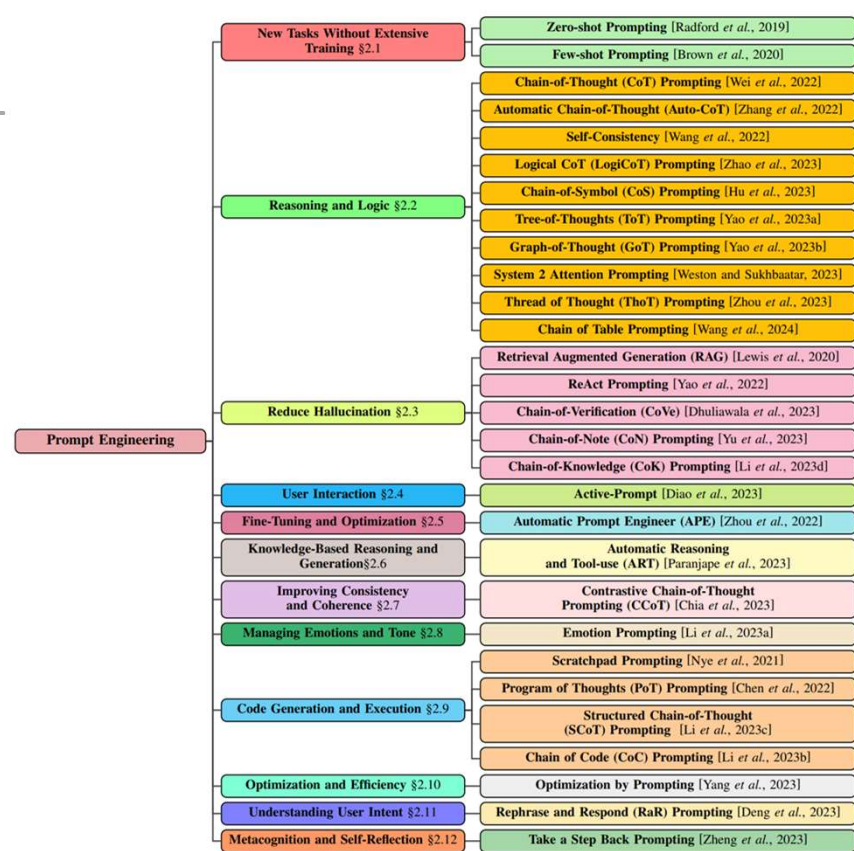 New Tasks Without Extensive
Training §2.1
Zero-shot Prompting [Radford et al., 2019]
Few-shot Prompting [Brown et al., 2020]
Reasoning and Logic §2.2
Chain-of-Thought (CoT) Prompting [Wei et al., 2022]
Automatic Chain-of-Thought (Auto-CoT) [Zhang et al., 2022]
Self-Consistency [Wang et al., 2022]
Logical CoT (LogiCoT) Prompting [Zhao et al., 2023]
Chain-of-Symbol (CoS) Prompting [Hu et al., 2023]
Tree-of-Thoughts (ToT) Prompting [Yao et al., 2023a]
Graph-of-Thought (GoT) Prompting [Yao et al., 2023b]
System 2 Attention Prompting [Weston and Sukhbaatar, 2023]
Thread of Thought (ThoT) Prompting [Zhou et al., 2023]
Chain of Table Prompting [Wang et al., 2024]
Prompt Engineering
Reduce Hallucination §2.3
Retrieval Augmented Generation (RAG) [Lewis et al., 2020]
ReAct Prompting [Yao et al., 2022]
Chain-of-Verification (CoVe) [Dhuliawala et al., 2023]
Chain-of-Note (CoN) Prompting [Yu et al., 2023]
Chain-of-Knowledge (CoK) Prompting [Li et al., 2023d]
User Interaction §2.4
Active-Prompt [Diao et al., 2023]
Fine-Tuning and Optimization §2.5
Automatic Prompt Engineer (APE) [Zhou et al., 2022]
Knowledge-Based Reasoning and
Generation§2.6
Automatic Reasoning
and Tool-use (ART) [Paranjape et al., 2023]
Improving Consistency
and Coherence §2.7
Contrastive Chain-of-Thought
Prompting (CCoT) [Chia et al., 2023]
Managing Emotions and Tone §2.8
Emotion Prompting [Li et al., 2023a]
Code Generation and Execution §2.9
Scratchpad Prompting [Nye et al., 2021]
Program of Thoughts (PoT) Prompting [Chen et al., 2022]
Structured Chain-of-Thought
(SCoT) Prompting [Li et al., 2023c]
Chain of Code (CoC) Prompting [Li et al., 2023b]
Optimization and Efficiency §2.10
Optimization by Prompting [Yang et al., 2023]
Understanding User Intent §2.11
Rephrase and Respond (RaR) Prompting [Deng et al., 2023]
Metacognition and Self-Reflection §2.12
Take a Step Back Prompting [Zheng et al., 2023]